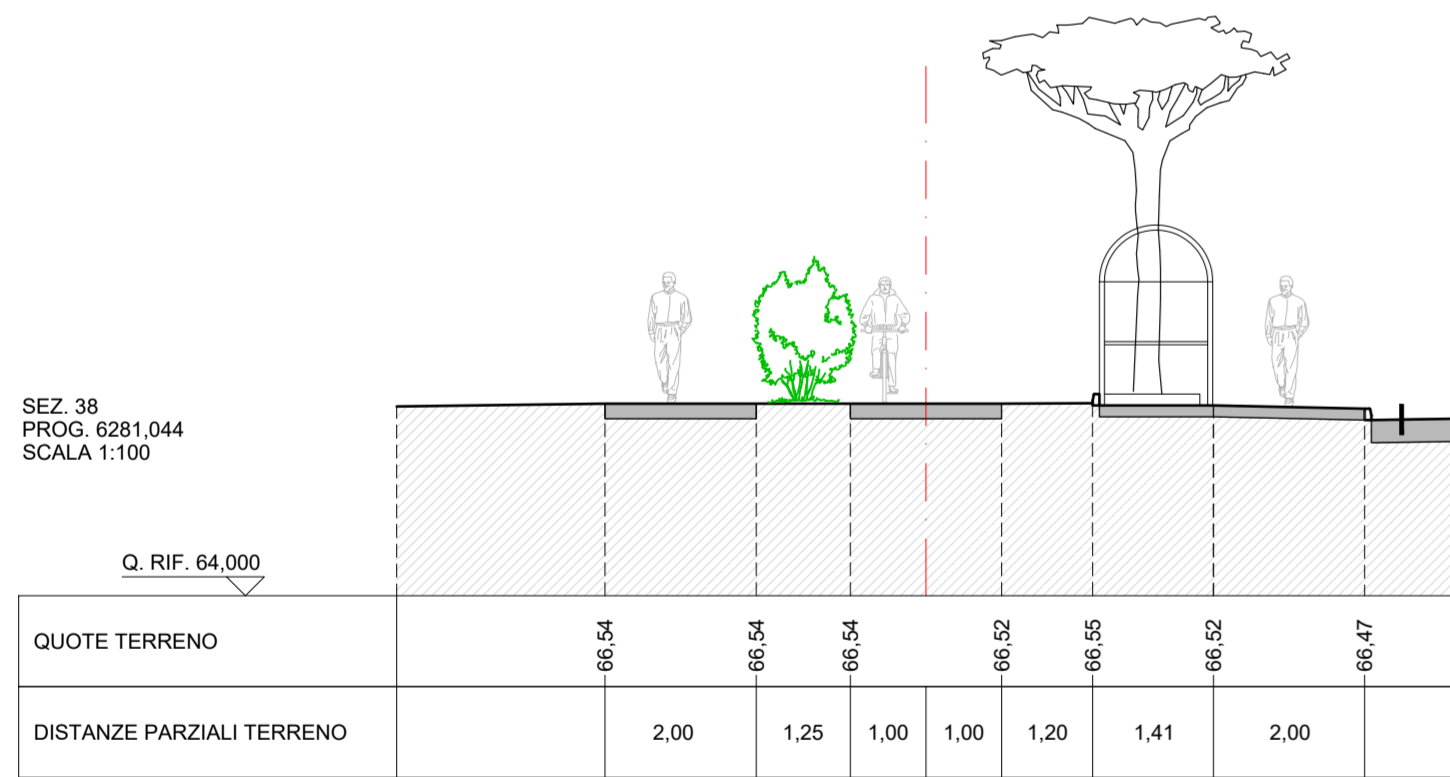 SEZ. 38
PROG. 6281,044
SCALA 1:100
Q. RIF. 64,000
QUOTE TERRENO 66,54 66,54 66,54 66,52 66,55 66,52 66,47
DISTANZE PARZIALI TERRENO 2,00 1,25 1,00 1,00 1,20 1,41 2,00